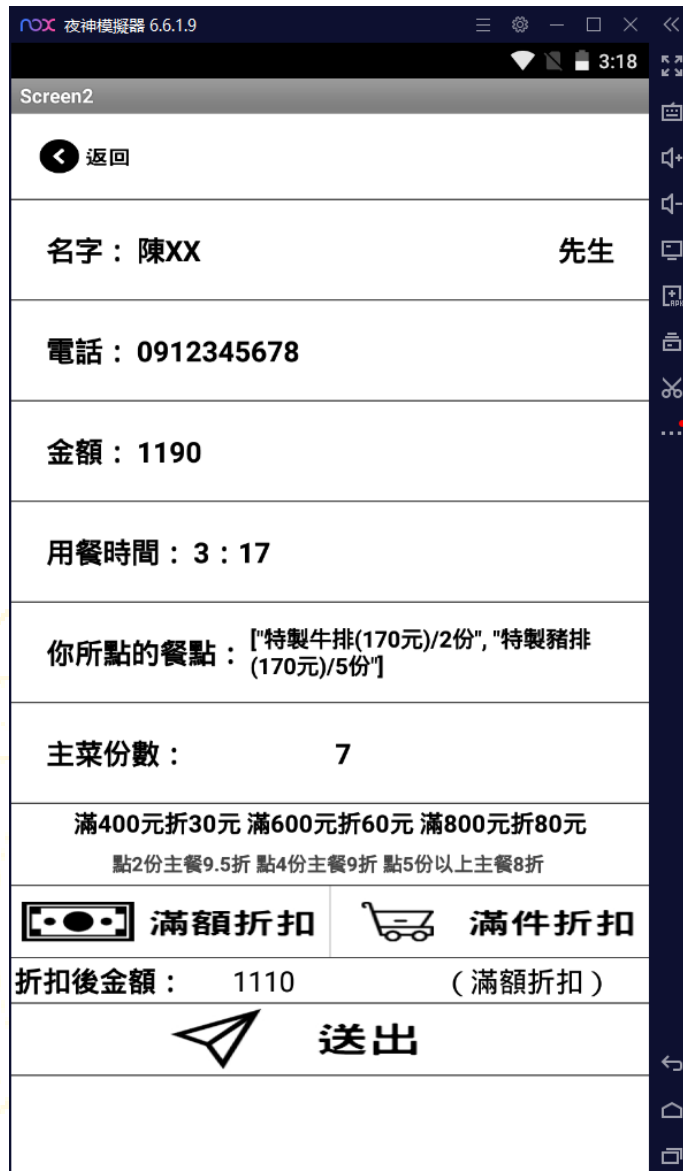 nox 夜神模擬器 6.6.1.9
3:18
Screen2
返回
名字：陳XX 先生
電話：0912345678
金額：1190
用餐時間：3：17
你所點的餐點：["特製牛排(170元)/2份", "特製豬排
(170元)/5份"]
主菜份數： 7
滿400元折30元 滿600元折60元 滿800元折80元
點2份主餐9.5折 點4份主餐9折 點5份以上主餐8折
滿額折扣 滿件折扣
折扣後金額： 1110 （滿額折扣）
送出